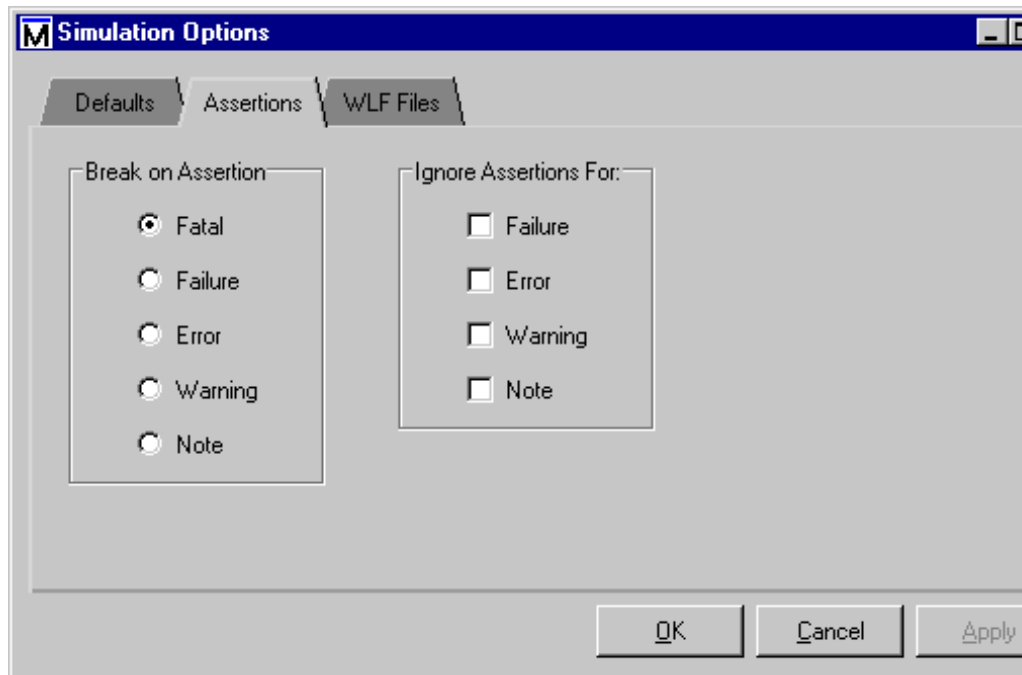 M Simulation Options
Defaults Assertions WLF Files
Break on Assertion
Fatal
Failure
Error
Warning
Note
Ignore Assertions For:
Failure
Error
Warning
Note
OK Cancel Apply